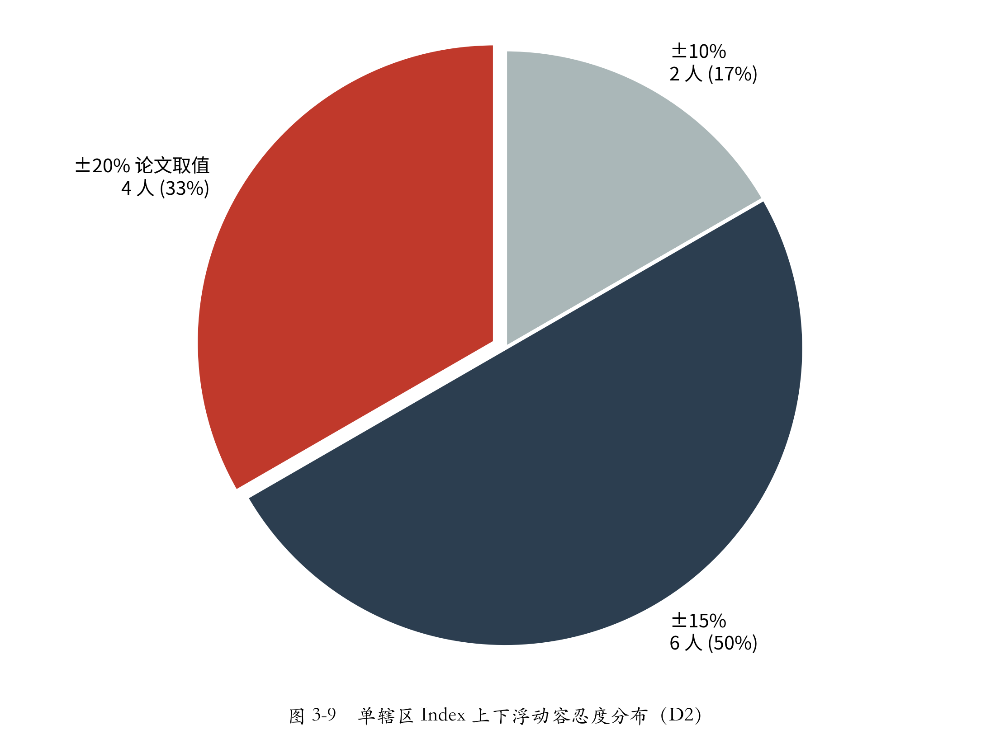 ±10%
2 人 (17%)
±20% 论文取值
4 人 (33%)
±15%
6 人 (50%)
图 3-9 单辖区 Index 上下浮动容忍度分布（D2）